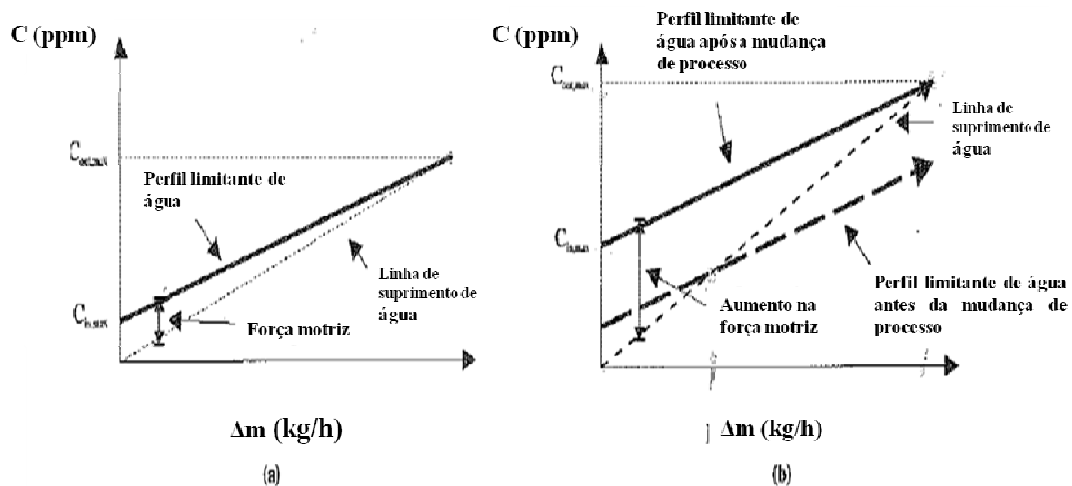 C (ppm)
Perfil limitante de
água
Linha de
suprimento de
água
Força motriz
Δm (kg/h)
(a)
C (ppm)
Perfil limitante de
água após a mudança
de processo
Linha de
suprimento de
água
Aumento na
força motriz
Perfil limitante de água
antes da mudança de
processo
Δm (kg/h)
(b)